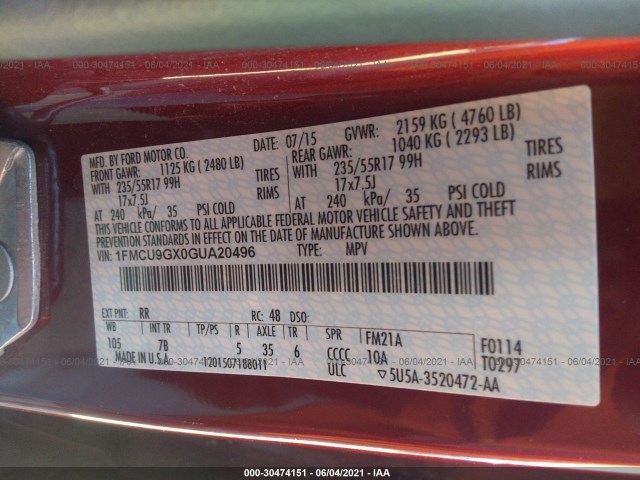 000-30474151 - 06/04/2021 - IAA
MFD. BY FORD MOTOR CO. DATE: 07/15 GVWR: 2159 KG ( 4760 LB)
FRONT GAWR: 1125 KG ( 2480 LB) REAR GAWR: 1040 KG ( 2293 LB)
WITH 235/55R17 99H TIRES WITH 235/55R17 99H TIRES
17x7.5J RIMS 17x7.5J RIMS
AT 240 kPa/ 35 PSI COLD AT 240 kPa/ 35 PSI COLD
THIS VEHICLE CONFORMS TO ALL APPLICABLE FEDERAL MOTOR VEHICLE SAFETY AND THEFT
PREVENTION STANDARDS IN EFFECT ON THE DATE OF MANUFACTURE SHOWN ABOVE.
VIN: 1FMCU9GX0GUA20496 TYPE: MPV
EXT PNT: RR RC: 48 DSO:
WB INT TR TP/PS R AXLE TR SPR FM21A F0114
105 7B 5 35 6 CCCC 10A T0297
MADE IN U.S.A. 1201507188011 ULC 5U5A-3520472-AA
000-30474151 - 06/04/2021 - IAA